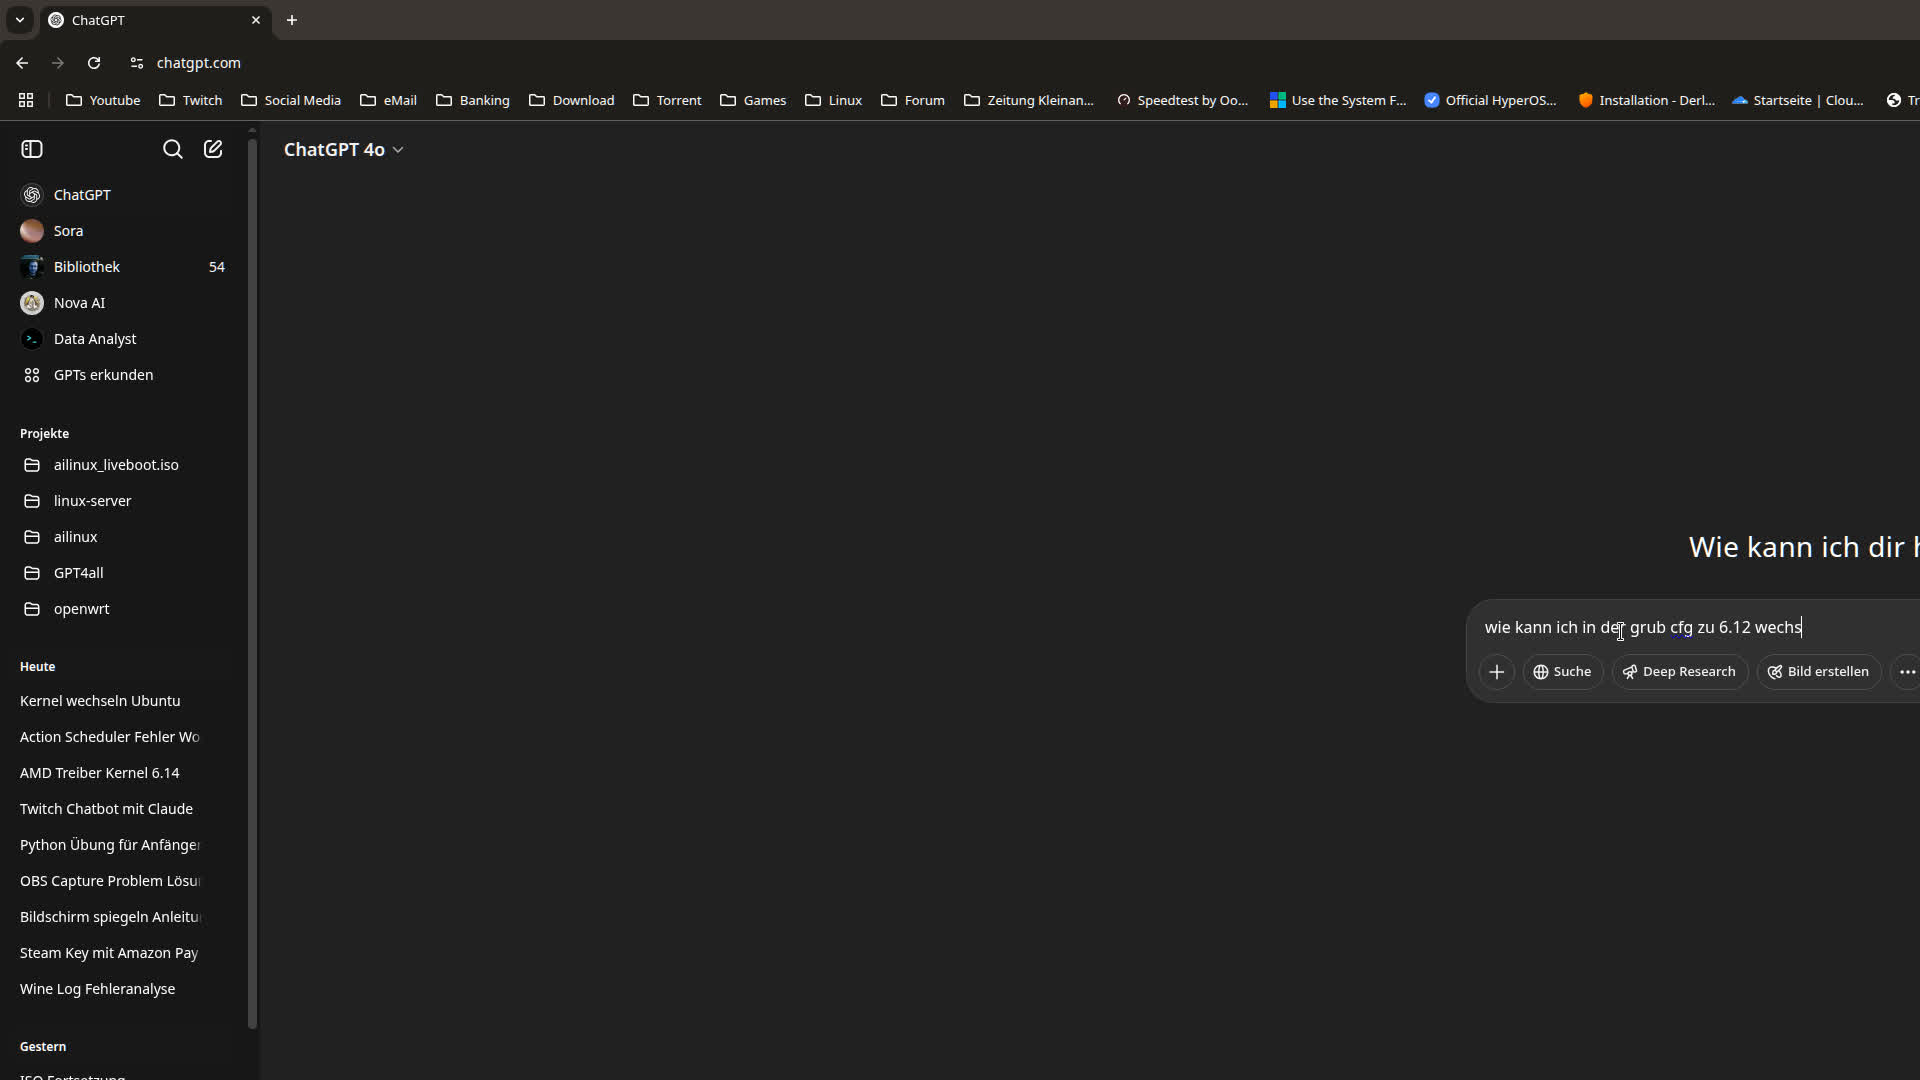 ChatGPT
chatgpt.com
Youtube Twitch Social Media eMail Banking Download Torrent Games Linux Forum Zeitung Kleinan... Speedtest by Oo... Use the System F... Official HyperOS... Installation - Derl... Startseite | Clou... Tr
ChatGPT 4o
ChatGPT
Sora
Bibliothek 54
Nova AI
Data Analyst
GPTs erkunden
Projekte
ailinux_liveboot.iso
linux-server
ailinux
GPT4all
openwrt
Heute
Kernel wechseln Ubuntu
Action Scheduler Fehler Wo
AMD Treiber Kernel 6.14
Twitch Chatbot mit Claude
Python Übung für Anfänger
OBS Capture Problem Lösu
Bildschirm spiegeln Anleitu
Steam Key mit Amazon Pay
Wine Log Fehleranalyse
Gestern
ISO Fortsetzung
Wie kann ich dir h
wie kann ich in der grub cfg zu 6.12 wechs
Suche Deep Research Bild erstellen